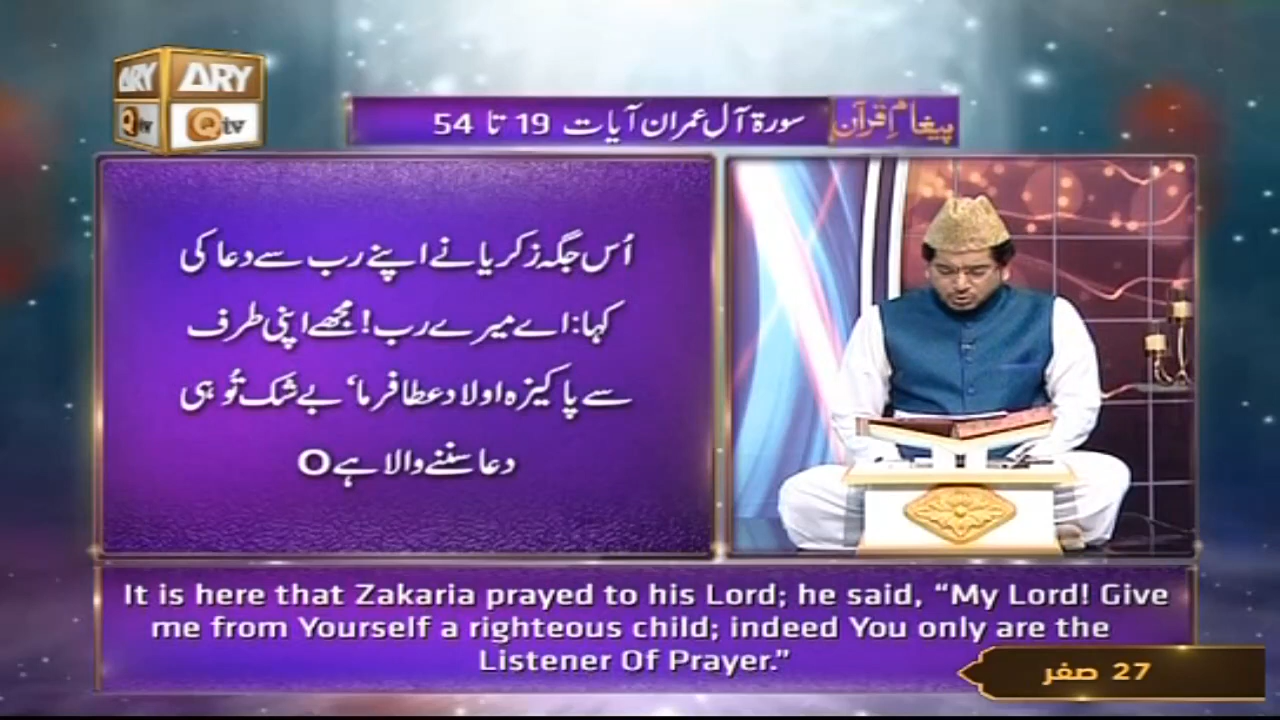 ARY
ARY
Qtv
Qtv
پیغامِ قرآن
سورۃ آل عمران آیات 19 تا 54
اُس جگہ زکریا نے اپنے رب سے دعا کی
کہا: اے میرے رب! مجھے اپنی طرف
سے پاکیزہ اولاد عطا فرما، بے شک تُو ہی
دعا سننے والا ہے O
It is here that Zakaria prayed to his Lord; he said, “My Lord! Give
me from Yourself a righteous child; indeed You only are the
Listener Of Prayer.”
27 صفر